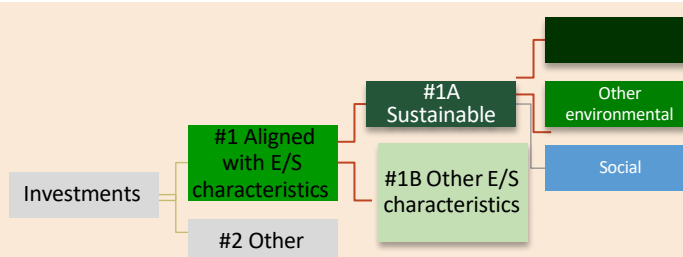 #1A
Sustainable
Other
environmental
#1 Aligned
with E/S
characteristics
#1B Other E/S
characteristics
Social
Investments
#2 Other